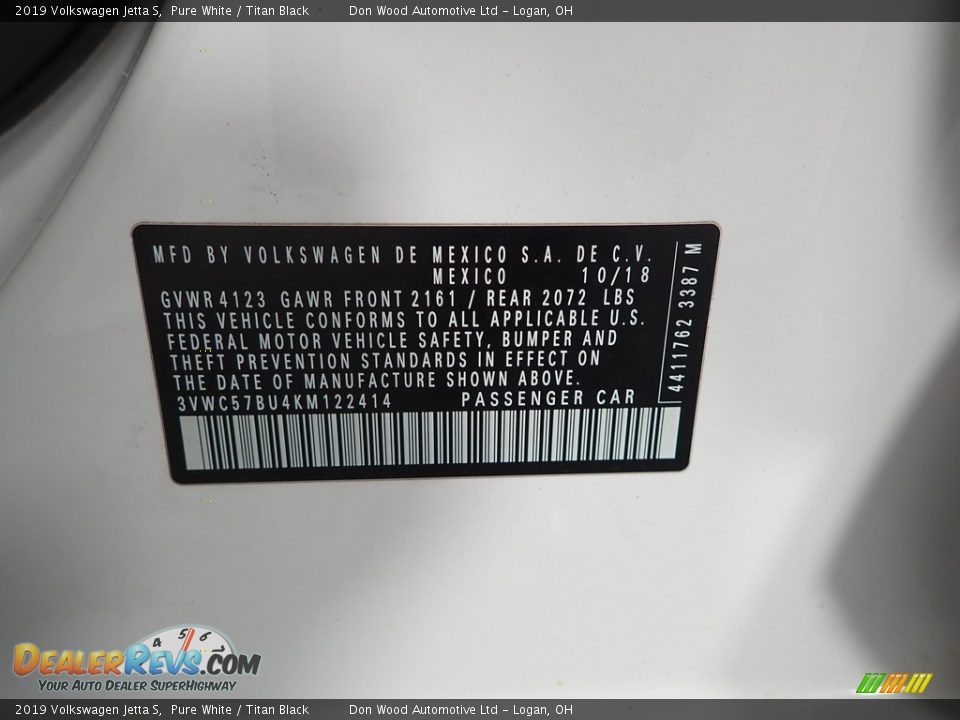 2019 Volkswagen Jetta S, Pure White / Titan Black Don Wood Automotive Ltd - Logan, OH
MFD BY VOLKSWAGEN DE MEXICO S.A. DE C.V.
MEXICO 10/18
GVWR 4123 GAWR FRONT 2161 / REAR 2072 LBS
THIS VEHICLE CONFORMS TO ALL APPLICABLE U.S.
FEDERAL MOTOR VEHICLE SAFETY, BUMPER AND
THEFT PREVENTION STANDARDS IN EFFECT ON
THE DATE OF MANUFACTURE SHOWN ABOVE.
3VWC57BU4KM122414 PASSENGER CAR
4411762 3387 M
4 5 6 7
DEALERREVS.COM
YOUR AUTO DEALER SUPERHIGHWAY
2019 Volkswagen Jetta S, Pure White / Titan Black Don Wood Automotive Ltd - Logan, OH